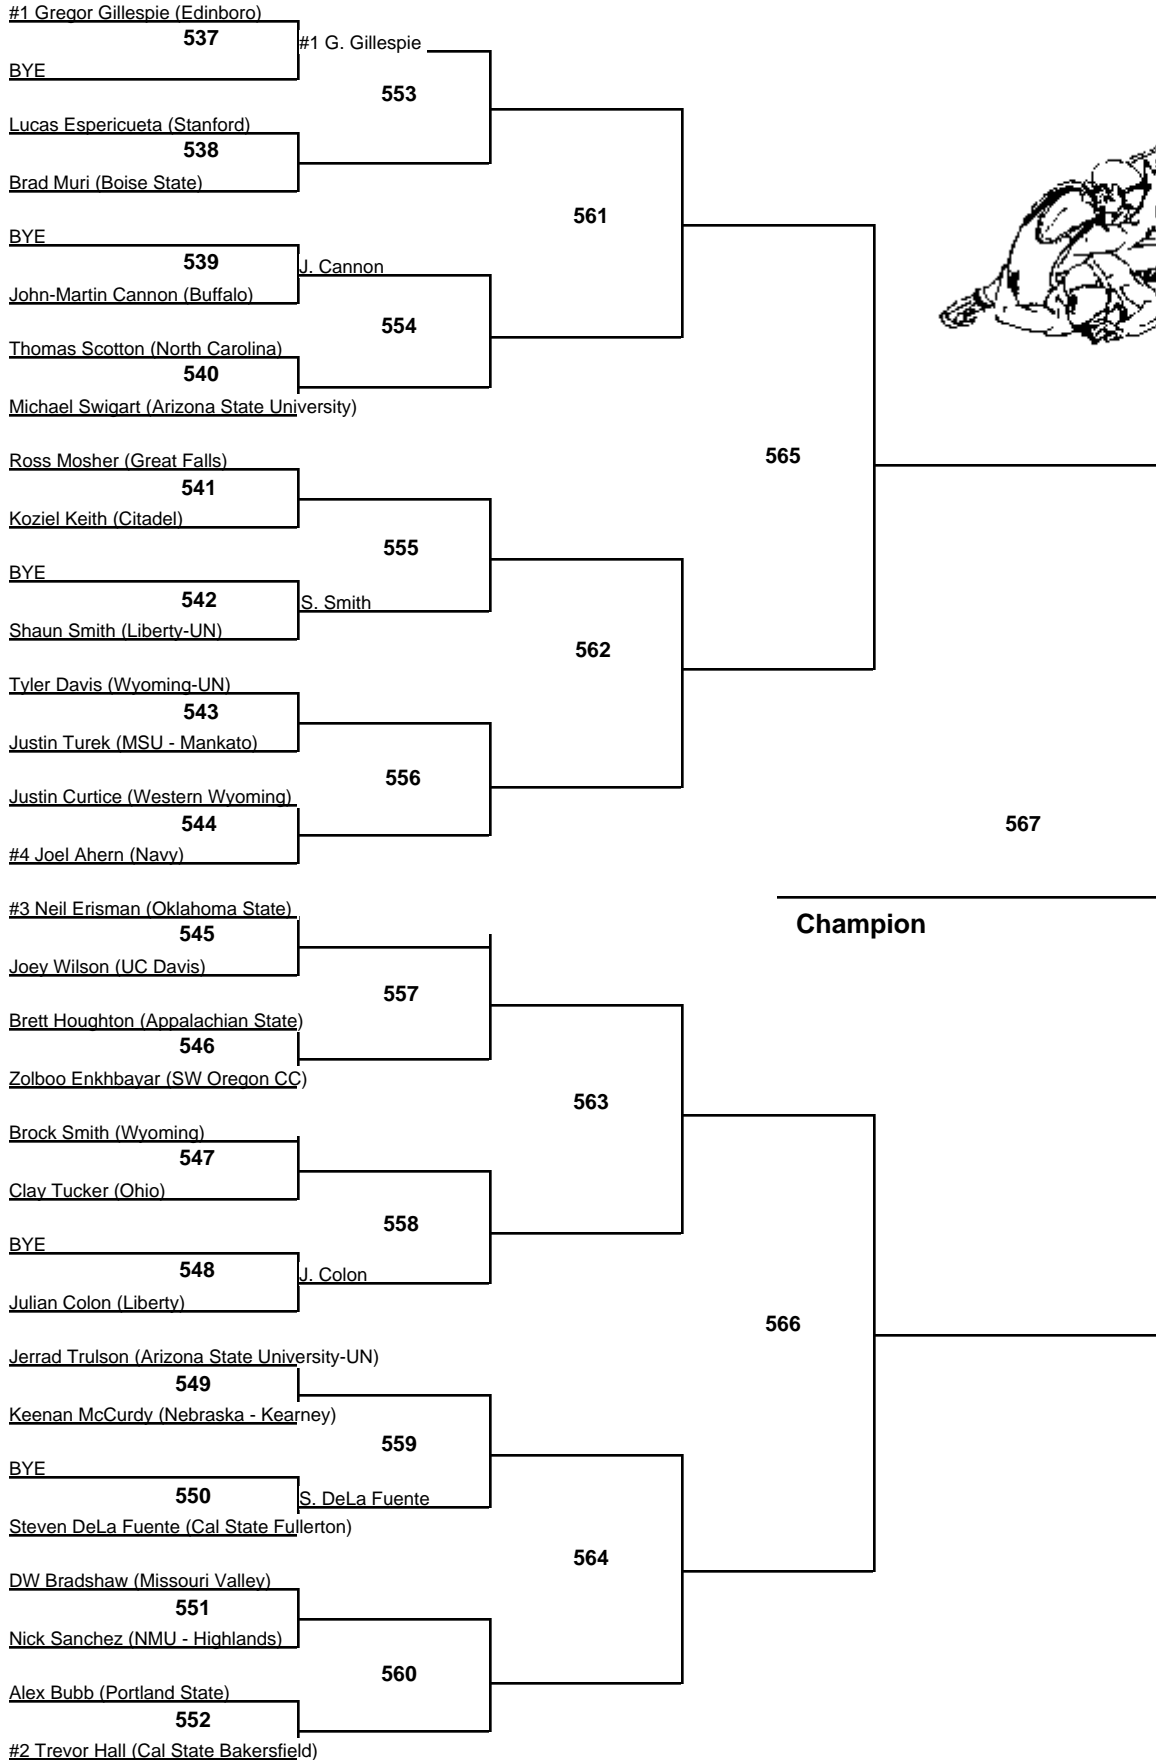 #1 Gregor Gillespie (Edinboro)
537
#1 G. Gillespie
BYE
553
Lucas Espericueta (Stanford)
538
Brad Muri (Boise State)
561
BYE
539
J. Cannon
John-Martin Cannon (Buffalo)
554
Thomas Scotton (North Carolina)
540
Michael Swigart (Arizona State University)
565
Ross Mosher (Great Falls)
541
Koziel Keith (Citadel)
555
BYE
542
S. Smith
Shaun Smith (Liberty-UN)
562
Tyler Davis (Wyoming-UN)
543
Justin Turek (MSU - Mankato)
556
Justin Curtice (Western Wyoming)
544
567
#4 Joel Ahern (Navy)
#3 Neil Erisman (Oklahoma State)
545
Champion
Joey Wilson (UC Davis)
557
Brett Houghton (Appalachian State)
546
Zolboo Enkhbayar (SW Oregon CC)
563
Brock Smith (Wyoming)
547
Clay Tucker (Ohio)
558
BYE
548
J. Colon
Julian Colon (Liberty)
566
Jerrad Trulson (Arizona State University-UN)
549
Keenan McCurdy (Nebraska - Kearney)
559
BYE
550
S. DeLa Fuente
Steven DeLa Fuente (Cal State Fullerton)
564
DW Bradshaw (Missouri Valley)
551
Nick Sanchez (NMU - Highlands)
560
Alex Bubb (Portland State)
552
#2 Trevor Hall (Cal State Bakersfield)